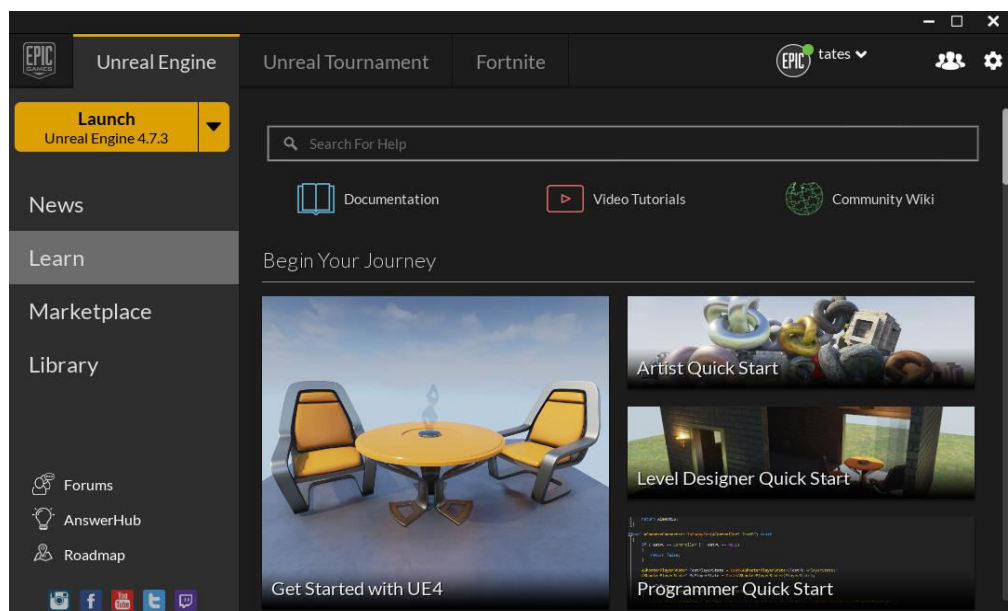 EPIC GAMES
Unreal Engine
Unreal Tournament
Fortnite
EPIC
tates
Launch
Unreal Engine 4.7.3
News
Learn
Marketplace
Library
Forums
AnswerHub
Roadmap
You Tube
Search For Help
Documentation
Video Tutorials
Community Wiki
Begin Your Journey
Get Started with UE4
Artist Quick Start
Level Designer Quick Start
Programmer Quick Start